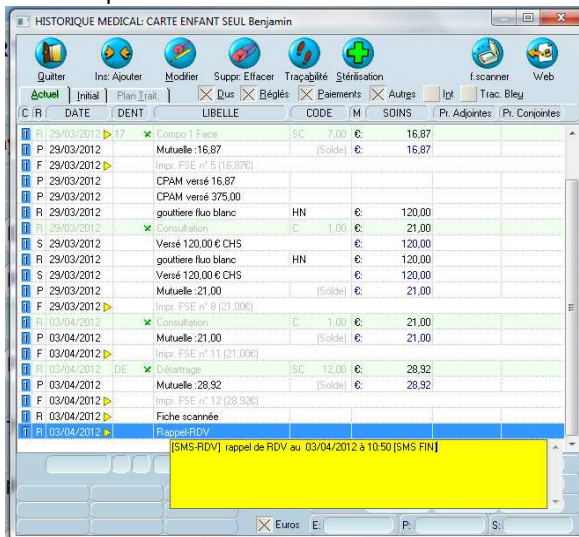 HISTORIQUE MEDICAL: CARTE ENFANT SEUL Benjamin
Quitter Ins: Ajouter Modifier Suppr: Effacer Traçabilité Stérilisation f.scanner Web
Actuel Initial Plan Trait. Dus Réglés Paiements Autres Int Trac. Bleu
C R DATE DENT LIBELLE CODE M SOINS Pr. Adjointes Pr. Conjointes
R 29/03/2012 17 Compo 1 Face SC 7,00 €: 16,87
P 29/03/2012 Mutuelle :16,87 (Solde) €: 16,87
F 29/03/2012 Impr. FSE n° 5 (16,87€)
P 29/03/2012 CPAM versé 16,87
P 29/03/2012 CPAM versé 375,00
R 29/03/2012 gouttiere fluo blanc HN €: 120,00
R 29/03/2012 Consultation C 1,00 €: 21,00
S 29/03/2012 Versé 120,00 € CHS €: 120,00
R 29/03/2012 gouttiere fluo blanc HN €: 120,00
S 29/03/2012 Versé 120,00 € CHS €: 120,00
P 29/03/2012 Mutuelle :21,00 (Solde) €: 21,00
F 29/03/2012 Impr. FSE n° 8 (21,00€)
R 03/04/2012 Consultation C 1,00 €: 21,00
P 03/04/2012 Mutuelle :21,00 (Solde) €: 21,00
F 03/04/2012 Impr. FSE n° 11 (21,00€)
R 03/04/2012 DE Détartrage SC 12,00 €: 28,92
P 03/04/2012 Mutuelle :28,92 (Solde) €: 28,92
F 03/04/2012 Impr. FSE n° 12 (28,92€)
R 03/04/2012 Fiche scannée
R 03/04/2012 Rappel-RDV
[SMS-RDV] rappel de RDV au 03/04/2012 à 10:50 [SMS FIN]
Euros E: P: S: